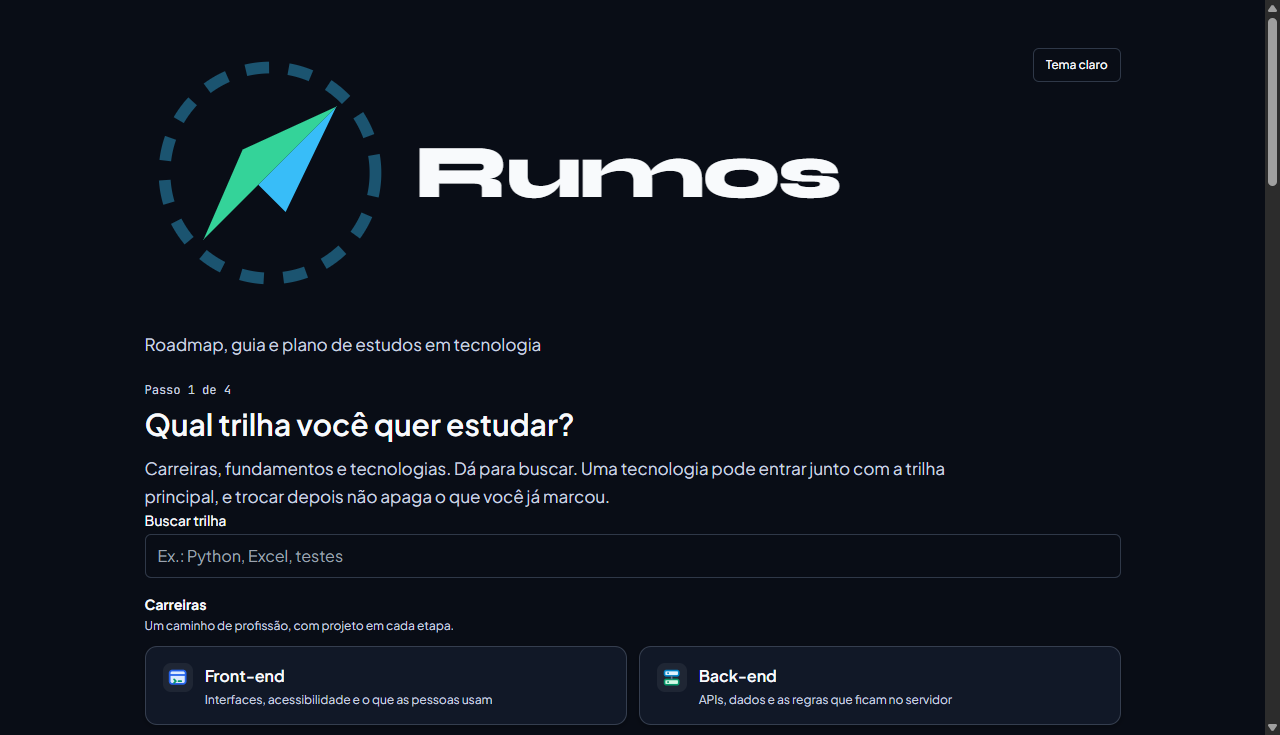 Tema claro
Rumos
Roadmap, guia e plano de estudos em tecnologia
Passo 1 de 4
Qual trilha você quer estudar?
Carreiras, fundamentos e tecnologias. Dá para buscar. Uma tecnologia pode entrar junto com a trilha
principal, e trocar depois não apaga o que você já marcou.
Buscar trilha
Ex.: Python, Excel, testes
Carreiras
Um caminho de profissão, com projeto em cada etapa.
Front-end
Interfaces, acessibilidade e o que as pessoas usam
Back-end
APIs, dados e as regras que ficam no servidor